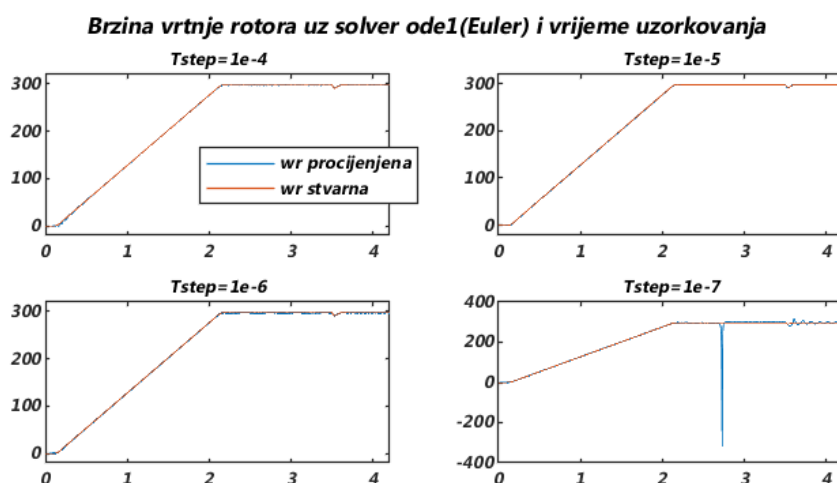 Brzina vrtnje rotora uz solver ode1(Euler) i vrijeme uzorkovanja
Tstep=1e-4
300
200
100
0
0 1 2 3 4
wr procijenjena
wr stvarna
Tstep=1e-5
300
200
100
0
0 1 2 3 4
Tstep=1e-6
300
200
100
0
0 1 2 3 4
Tstep=1e-7
400
200
0
-200
-400
0 1 2 3 4